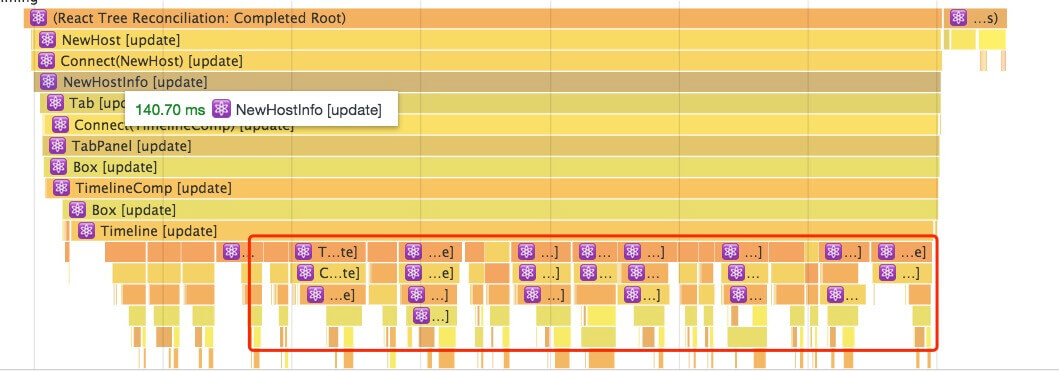 (React Tree Reconciliation: Completed Root)
...s)
NewHost [update]
Connect(NewHost) [update]
NewHostInfo [update]
Tab [upd
140.70 ms NewHostInfo [update]
Connect(TimelineComp) [update]
TabPanel [update]
Box [update]
TimelineComp [update]
Box [update]
Timeline [update]
... T...te] ...e] ...] ... ...] ...] ...] ...e]
C...te] ...e] ...] ... ... ... ...]
...e] ...] ...] ...] ... ...
...]